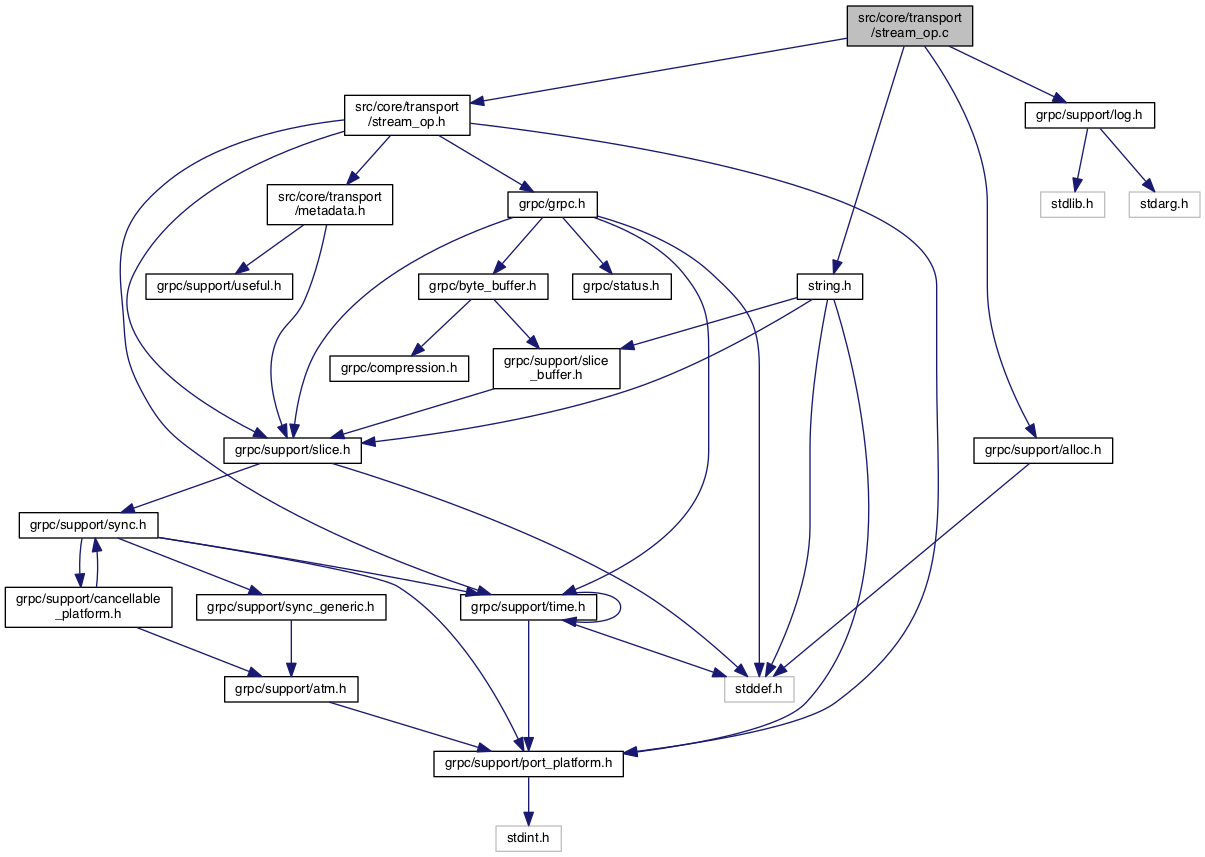 src/core/transport
/stream_op.c
src/core/transport
/stream_op.h
grpc/support/log.h
src/core/transport
/metadata.h
grpc/grpc.h
stdlib.h
stdarg.h
grpc/support/useful.h
grpc/byte_buffer.h
grpc/status.h
string.h
grpc/compression.h
grpc/support/slice
_buffer.h
grpc/support/slice.h
grpc/support/alloc.h
grpc/support/sync.h
grpc/support/cancellable
_platform.h
grpc/support/sync_generic.h
grpc/support/time.h
grpc/support/atm.h
stddef.h
grpc/support/port_platform.h
stdint.h